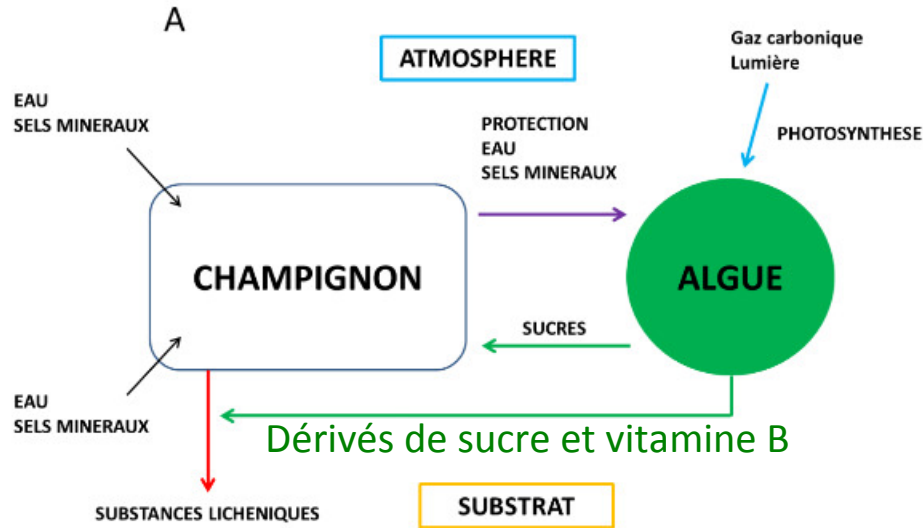 A
ATMOSPHERE
Gaz carbonique
Lumière
EAU
SELS MINERAUX
PROTECTION
EAU
SELS MINERAUX
PHOTOSYNTHESE
CHAMPIGNON
ALGUE
SUCRES
EAU
SELS MINERAUX
Dérivés de sucre et vitamine B
SUBSTANCES LICHENIQUES
SUBSTRAT